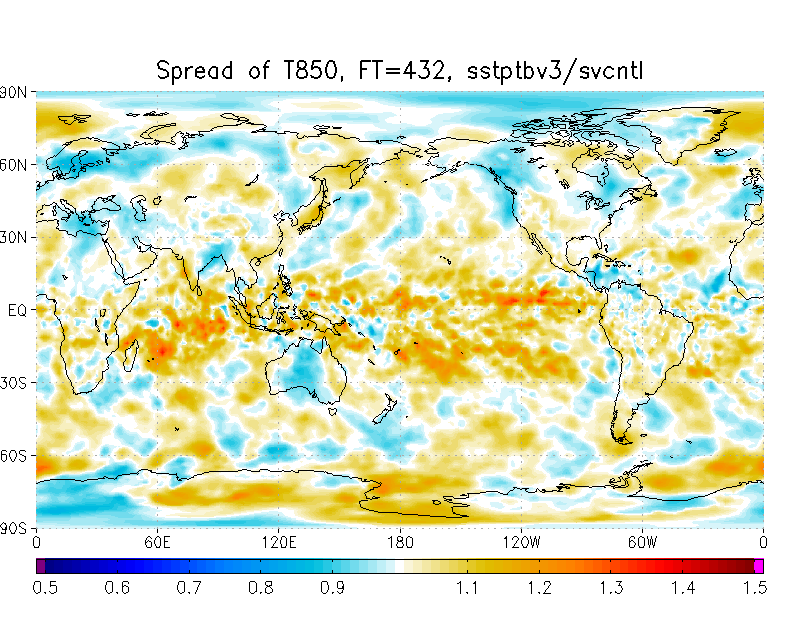 Spread of T850, FT=432, sstptbv3/svcntl
90N
60N
30N
EQ
30S
60S
90S
0 60E 120E 180 120W 60W 0
0.5 0.6 0.7 0.8 0.9 1.1 1.2 1.3 1.4 1.5